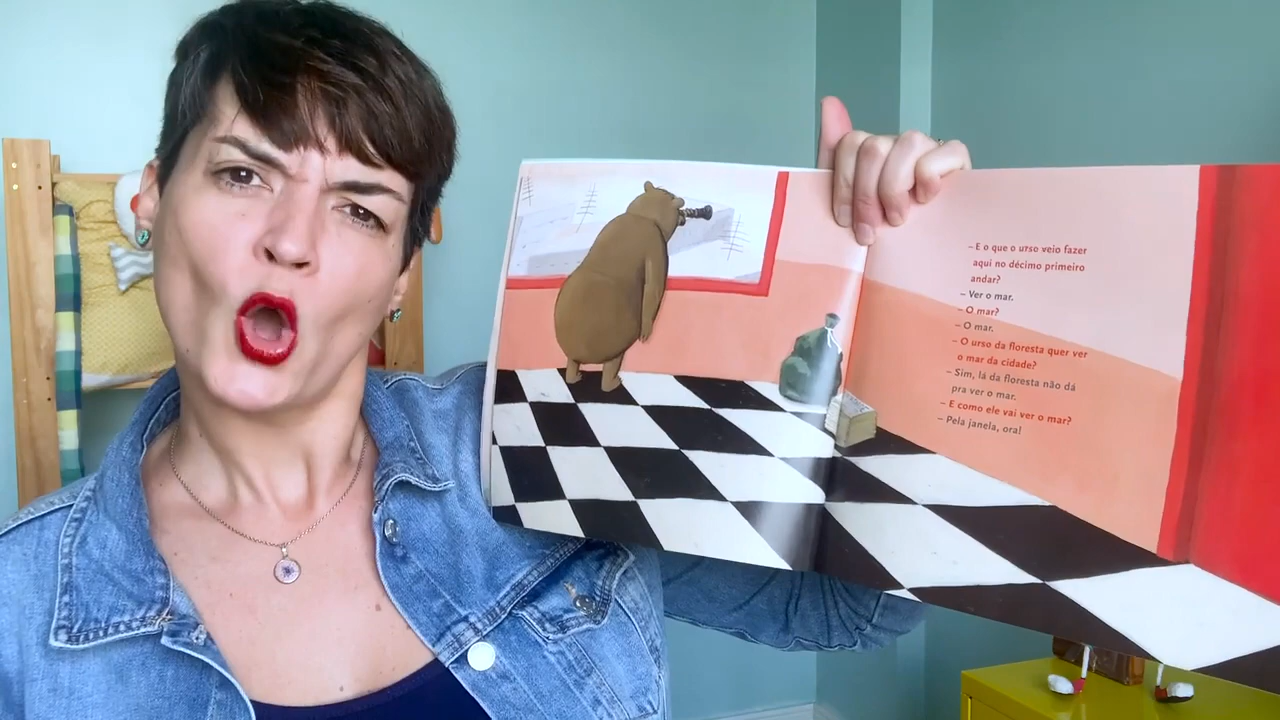 – E o que o urso veio fazer
aqui no décimo primeiro
andar?
– Ver o mar.
– O mar?
– O mar.
– O urso da floresta quer ver
o mar da cidade?
– Sim, lá da floresta não dá
pra ver o mar.
– E como ele vai ver o mar?
– Pela janela, ora!